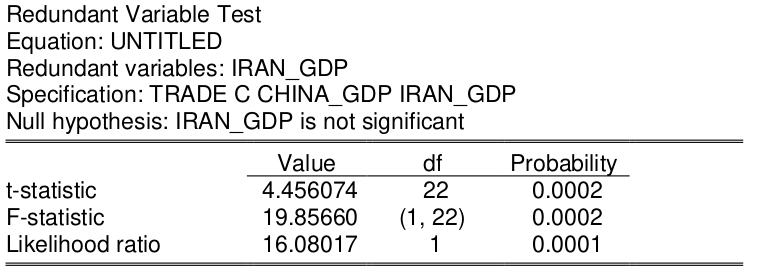 Redundant Variable Test
Equation: UNTITLED
Redundant variables: IRAN_GDP
Specification: TRADE C CHINA_GDP IRAN_GDP
Null hypothesis: IRAN_GDP is not significant
Value df Probability
t-statistic 4.456074 22 0.0002
F-statistic 19.85660 (1, 22) 0.0002
Likelihood ratio 16.08017 1 0.0001